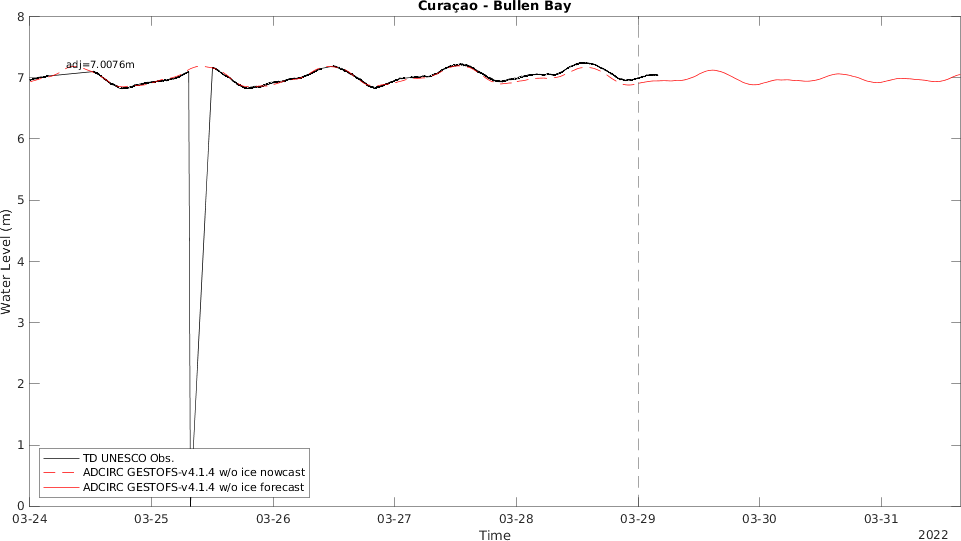 Curaçao - Bullen Bay
Water Level (m)
8
7
6
5
4
3
2
1
0
adj=7.0076m
TD UNESCO Obs.
ADCIRC GESTOFS-v4.1.4 w/o ice nowcast
ADCIRC GESTOFS-v4.1.4 w/o ice forecast
03-24 03-25 03-26 03-27 03-28 03-29 03-30 03-31
Time
2022